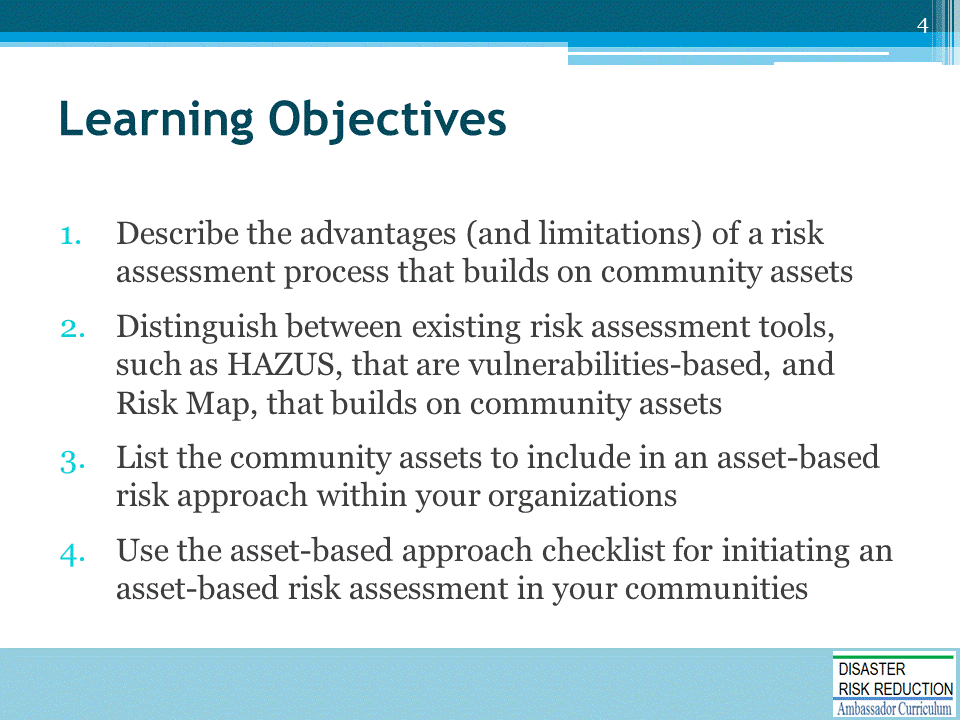 4
Learning Objectives
1. Describe the advantages (and limitations) of a risk
assessment process that builds on community assets
2. Distinguish between existing risk assessment tools,
such as HAZUS, that are vulnerabilities-based, and
Risk Map, that builds on community assets
3. List the community assets to include in an asset-based
risk approach within your organizations
4. Use the asset-based approach checklist for initiating an
asset-based risk assessment in your communities
DISASTER
RISK REDUCTION
Ambassador Curriculum